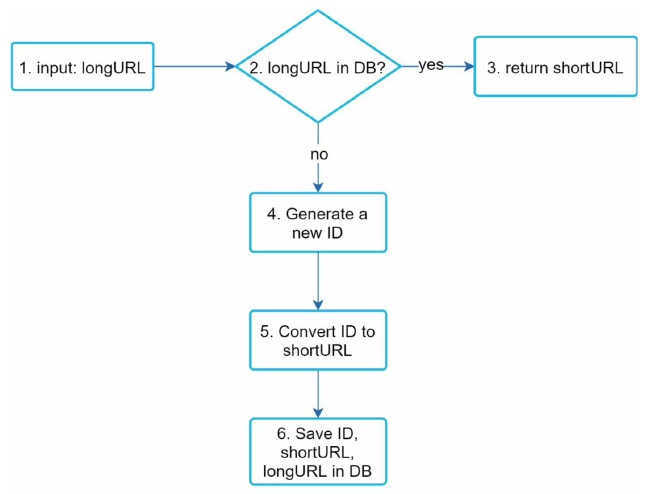 1. input: longURL
2. longURL in DB?
yes
3. return shortURL
no
4. Generate a
new ID
5. Convert ID to
shortURL
6. Save ID,
shortURL,
longURL in DB